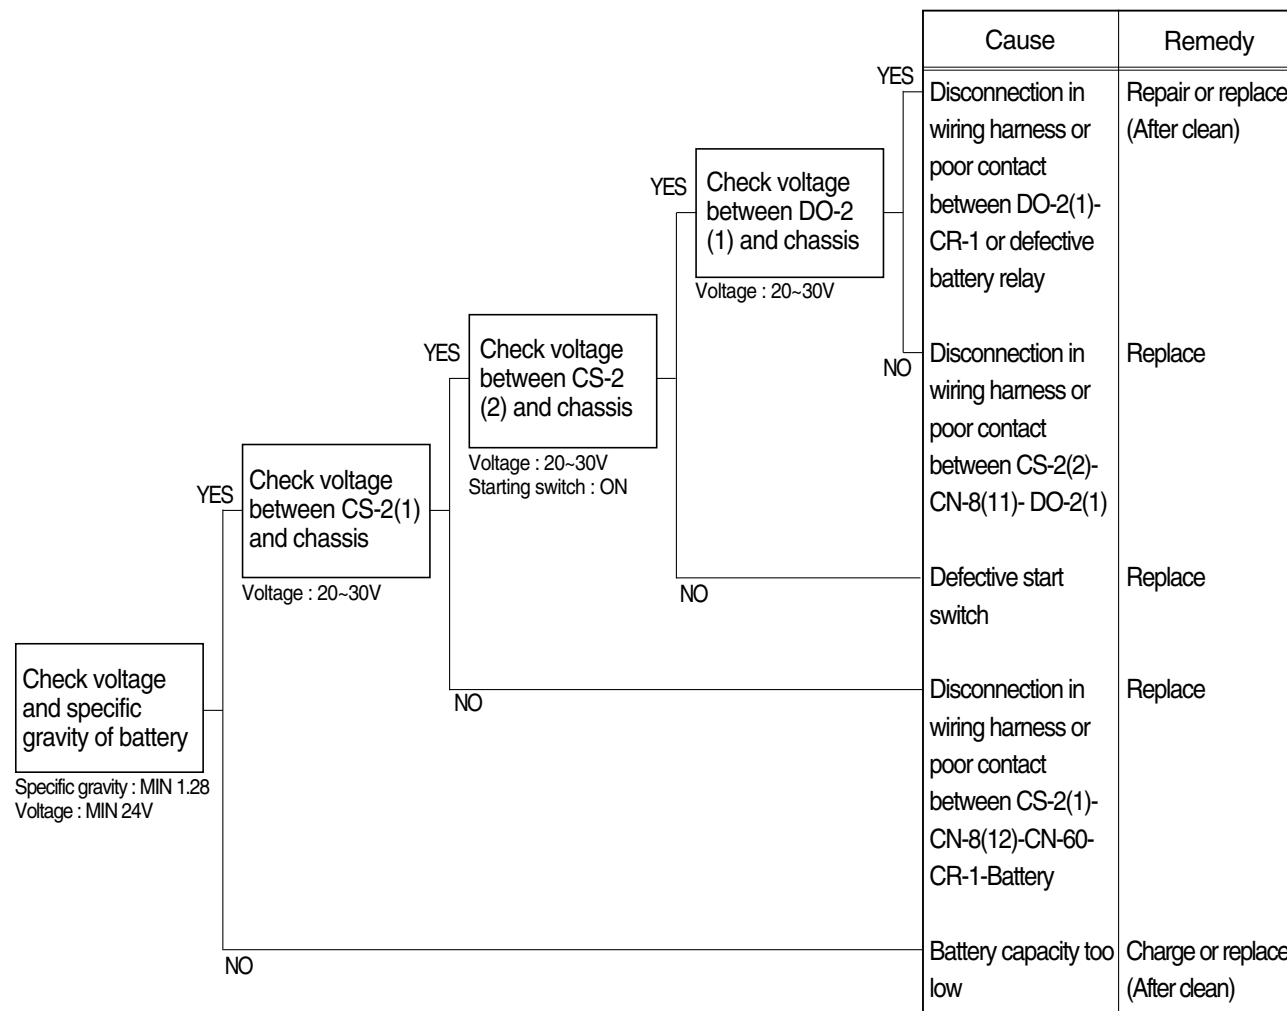 Cause
Remedy
YES
Disconnection in
wiring harness or
poor contact
between DO-2(1)-
CR-1 or defective
battery relay
Repair or replace
(After clean)
YES
Check voltage
between DO-2
(1) and chassis
Voltage : 20~30V
NO
Disconnection in
wiring harness or
poor contact
between CS-2(2)-
CN-8(11)- DO-2(1)
Replace
YES
Check voltage
between CS-2
(2) and chassis
Voltage : 20~30V
Starting switch : ON
NO
Defective start
switch
Replace
YES
Check voltage
between CS-2(1)
and chassis
Voltage : 20~30V
NO
Disconnection in
wiring harness or
poor contact
between CS-2(1)-
CN-8(12)-CN-60-
CR-1-Battery
Replace
Check voltage
and specific
gravity of battery
Specific gravity : MIN 1.28
Voltage : MIN 24V
NO
Battery capacity too
low
Charge or replace
(After clean)